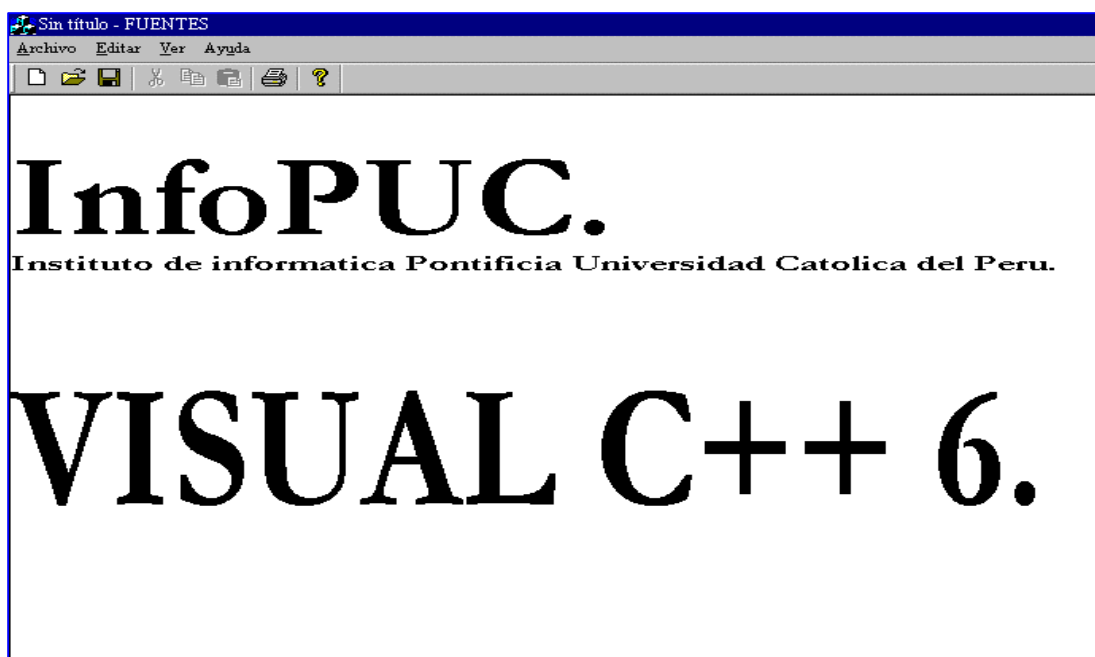 Sin título - FUENTES
Archivo Editar Ver Ayuda
InfoPUC.
Instituto de informatica Pontificia Universidad Catolica del Peru.
VISUAL C++ 6.